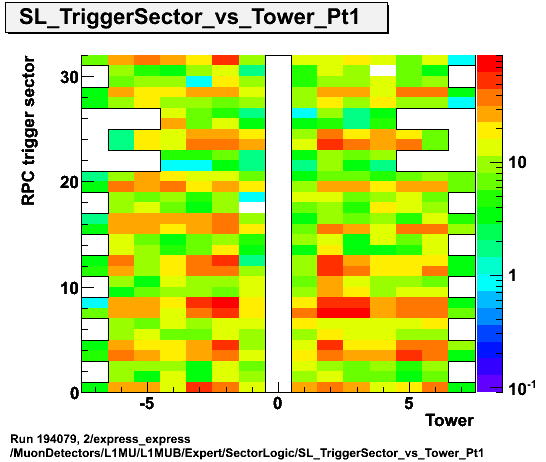 SL_TriggerSector_vs_Tower_Pt1
RPC trigger sector
30
20
10
0
-5
0
5
Tower
10
1
10⁻¹
Run 194079, 2/express_express
/MuonDetectors/L1MU/L1MUB/Expert/SectorLogic/SL_TriggerSector_vs_Tower_Pt1